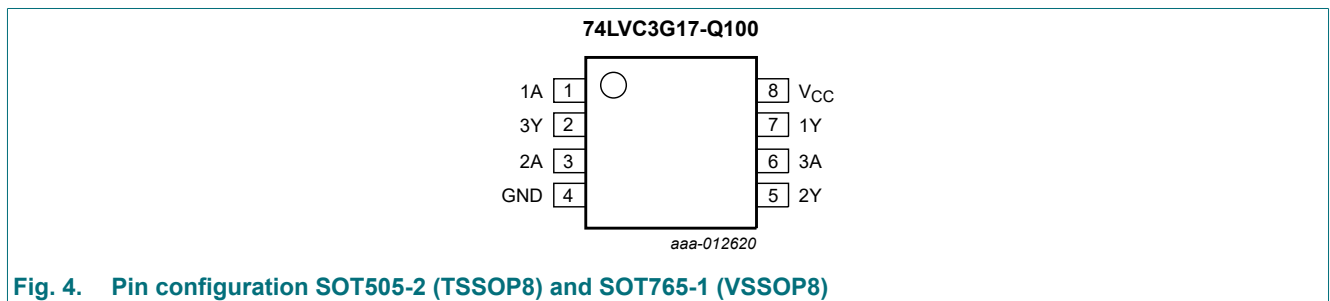 74LVC3G17-Q100
1A 1 8 VCC
3Y 2 7 1Y
2A 3 6 3A
GND 4 5 2Y
aaa-012620
Fig. 4. Pin configuration SOT505-2 (TSSOP8) and SOT765-1 (VSSOP8)